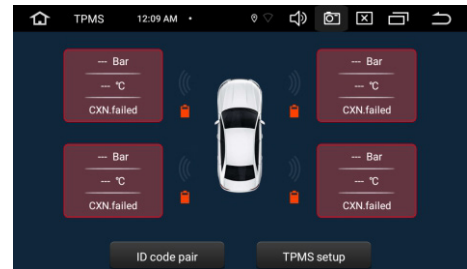 TPMS 12:09 AM
--- Bar --- Bar
--- ℃ --- ℃
CXN.failed CXN.failed
--- Bar --- Bar
--- ℃ --- ℃
CXN.failed CXN.failed
ID code pair TPMS setup